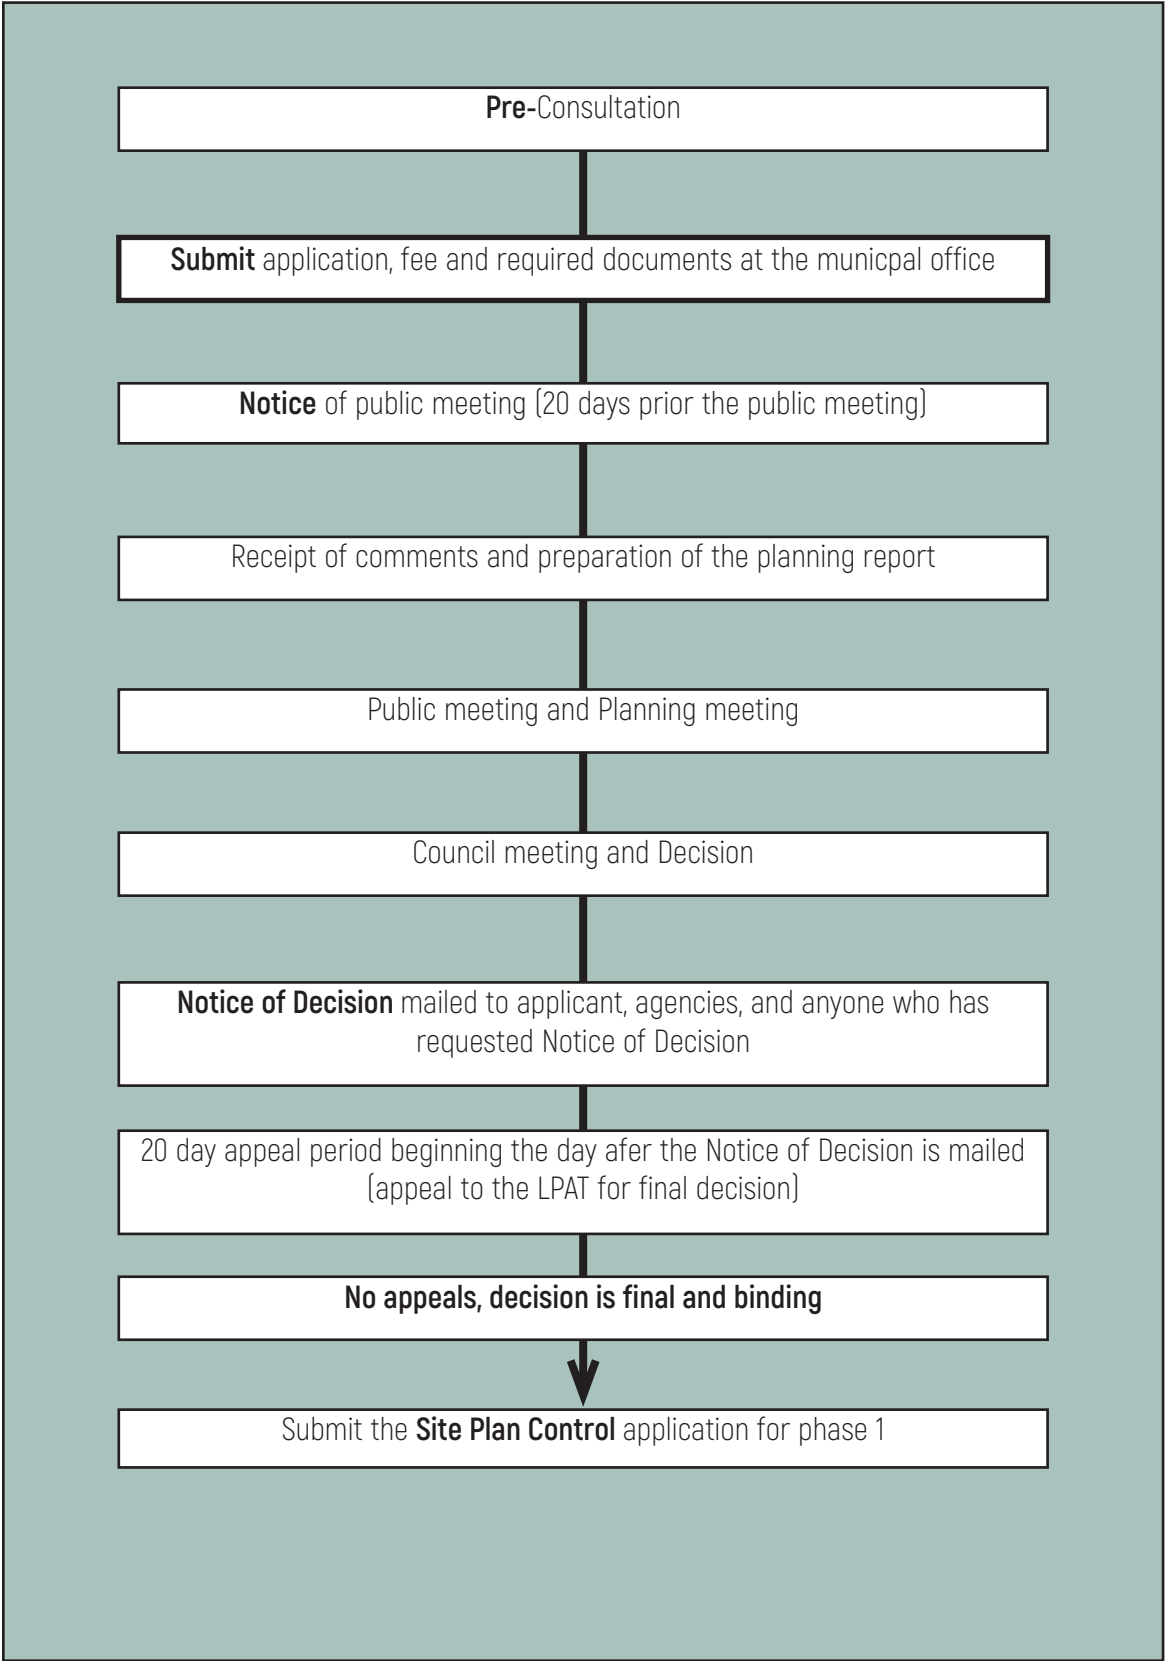 Pre-Consultation
Submit application, fee and required documents at the municpal office
Notice of public meeting (20 days prior the public meeting)
Receipt of comments and preparation of the planning report
Public meeting and Planning meeting
Council meeting and Decision
Notice of Decision mailed to applicant, agencies, and anyone who has
requested Notice of Decision
20 day appeal period beginning the day afer the Notice of Decision is mailed
(appeal to the LPAT for final decision)
No appeals, decision is final and binding
Submit the Site Plan Control application for phase 1